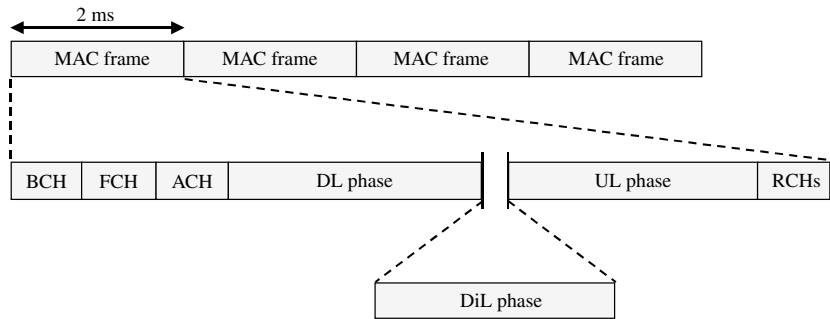 2 ms
MAC frame MAC frame MAC frame MAC frame
BCH FCH ACH DL phase UL phase RCHs
DiL phase